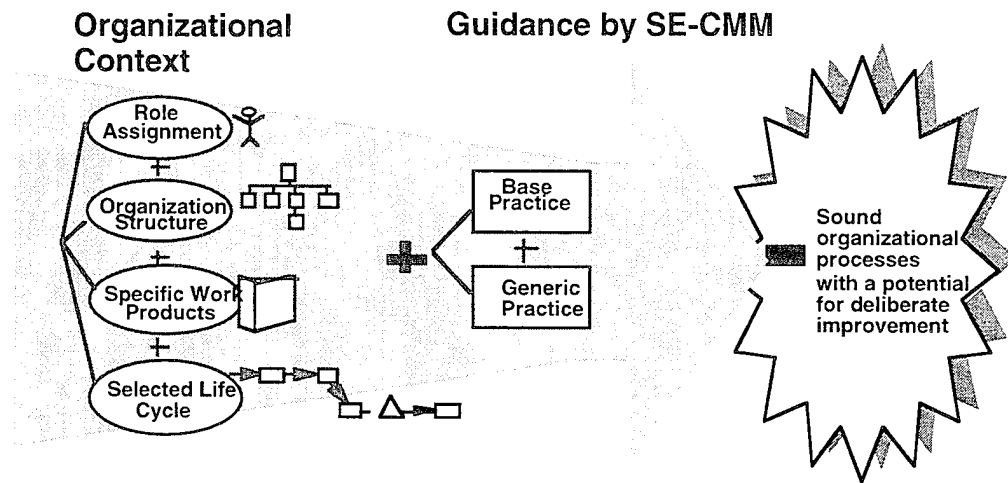 Organizational
Context
Guidance by SE-CMM
Role
Assignment
+
Organization
Structure
+
Specific Work
Products
+
Selected Life
Cycle
+
Base
Practice
+
Generic
Practice
Sound
organizational
processes
with a potential
for deliberate
improvement